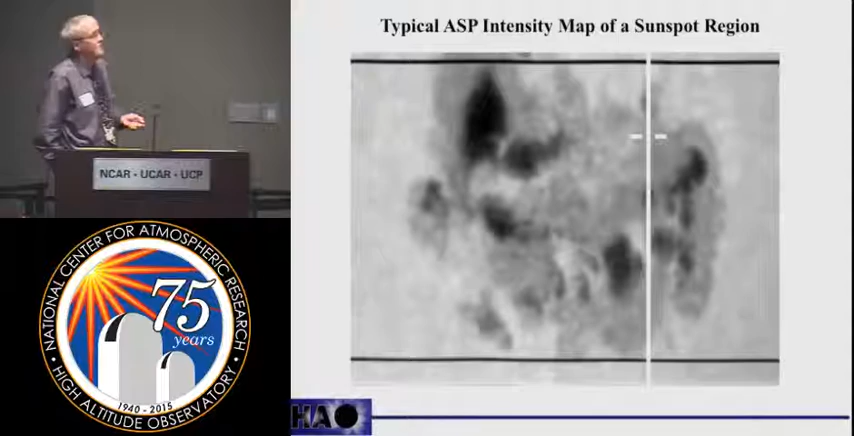 Typical ASP Intensity Map of a Sunspot Region
NCAR • UCAR • UCP
NATIONAL CENTER FOR ATMOSPHERIC RESEARCH
75
years
1940 - 2015
HIGH ALTITUDE OBSERVATORY
HAO